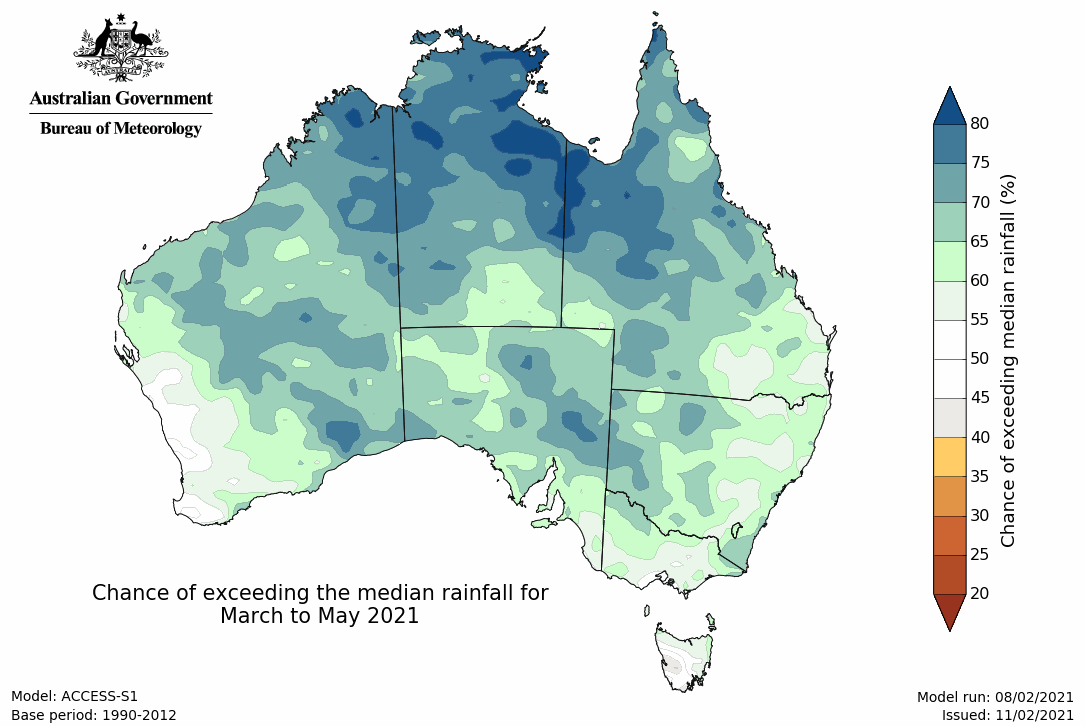 Australian Government
Bureau of Meteorology
80
75
70
65
60
55
50
45
40
35
30
25
20
Chance of exceeding median rainfall (%)
Chance of exceeding the median rainfall for
March to May 2021
Model: ACCESS-S1
Base period: 1990-2012
Model run: 08/02/2021
Issued: 11/02/2021